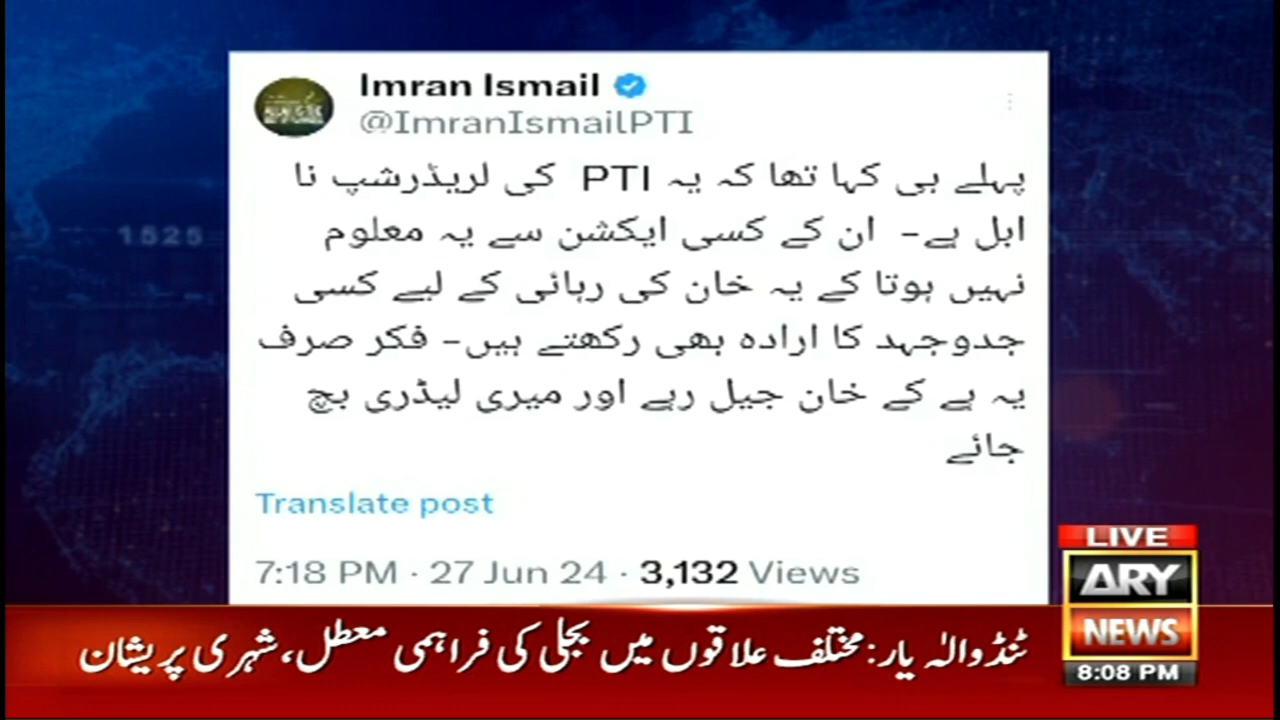 Imran Ismail
@ImranIsmailPTI
پہلے ہی کہا تھا کہ یہ PTI کی لریڈرشپ نا
اہل ہے- ان کے کسی ایکشن سے یہ معلوم
نہیں ہوتا کے یہ خان کی رہائی کے لیے کسی
جدوجہد کا ارادہ بھی رکھتے ہیں- فکر صرف
یہ ہے کے خان جیل رہے اور میری لیڈری بچ
جائے
Translate post
7:18 PM · 27 Jun 24 · 3,132 Views
1525
LIVE
ARY
NEWS
8:08 PM
ٹنڈوالہٰ یار: مختلف علاقوں میں بجلی کی فراہمی معطل، شہری پریشان